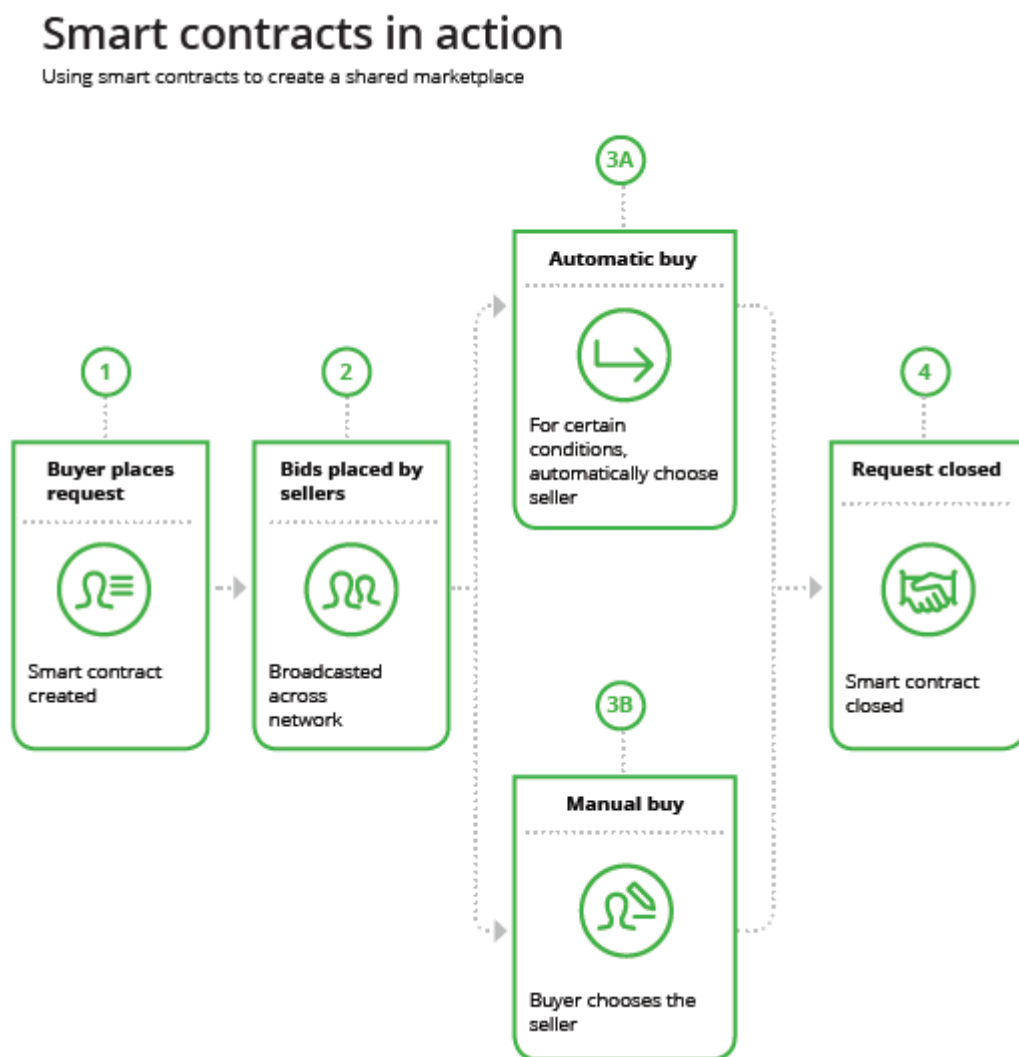 Smart contracts in action
Using smart contracts to create a shared marketplace
1
Buyer places
request
Smart contract
created
2
Bids placed by
sellers
Broadcasted
across
network
3A
Automatic buy
For certain
conditions,
automatically choose
seller
3B
Manual buy
Buyer chooses the
seller
4
Request closed
Smart contract
closed